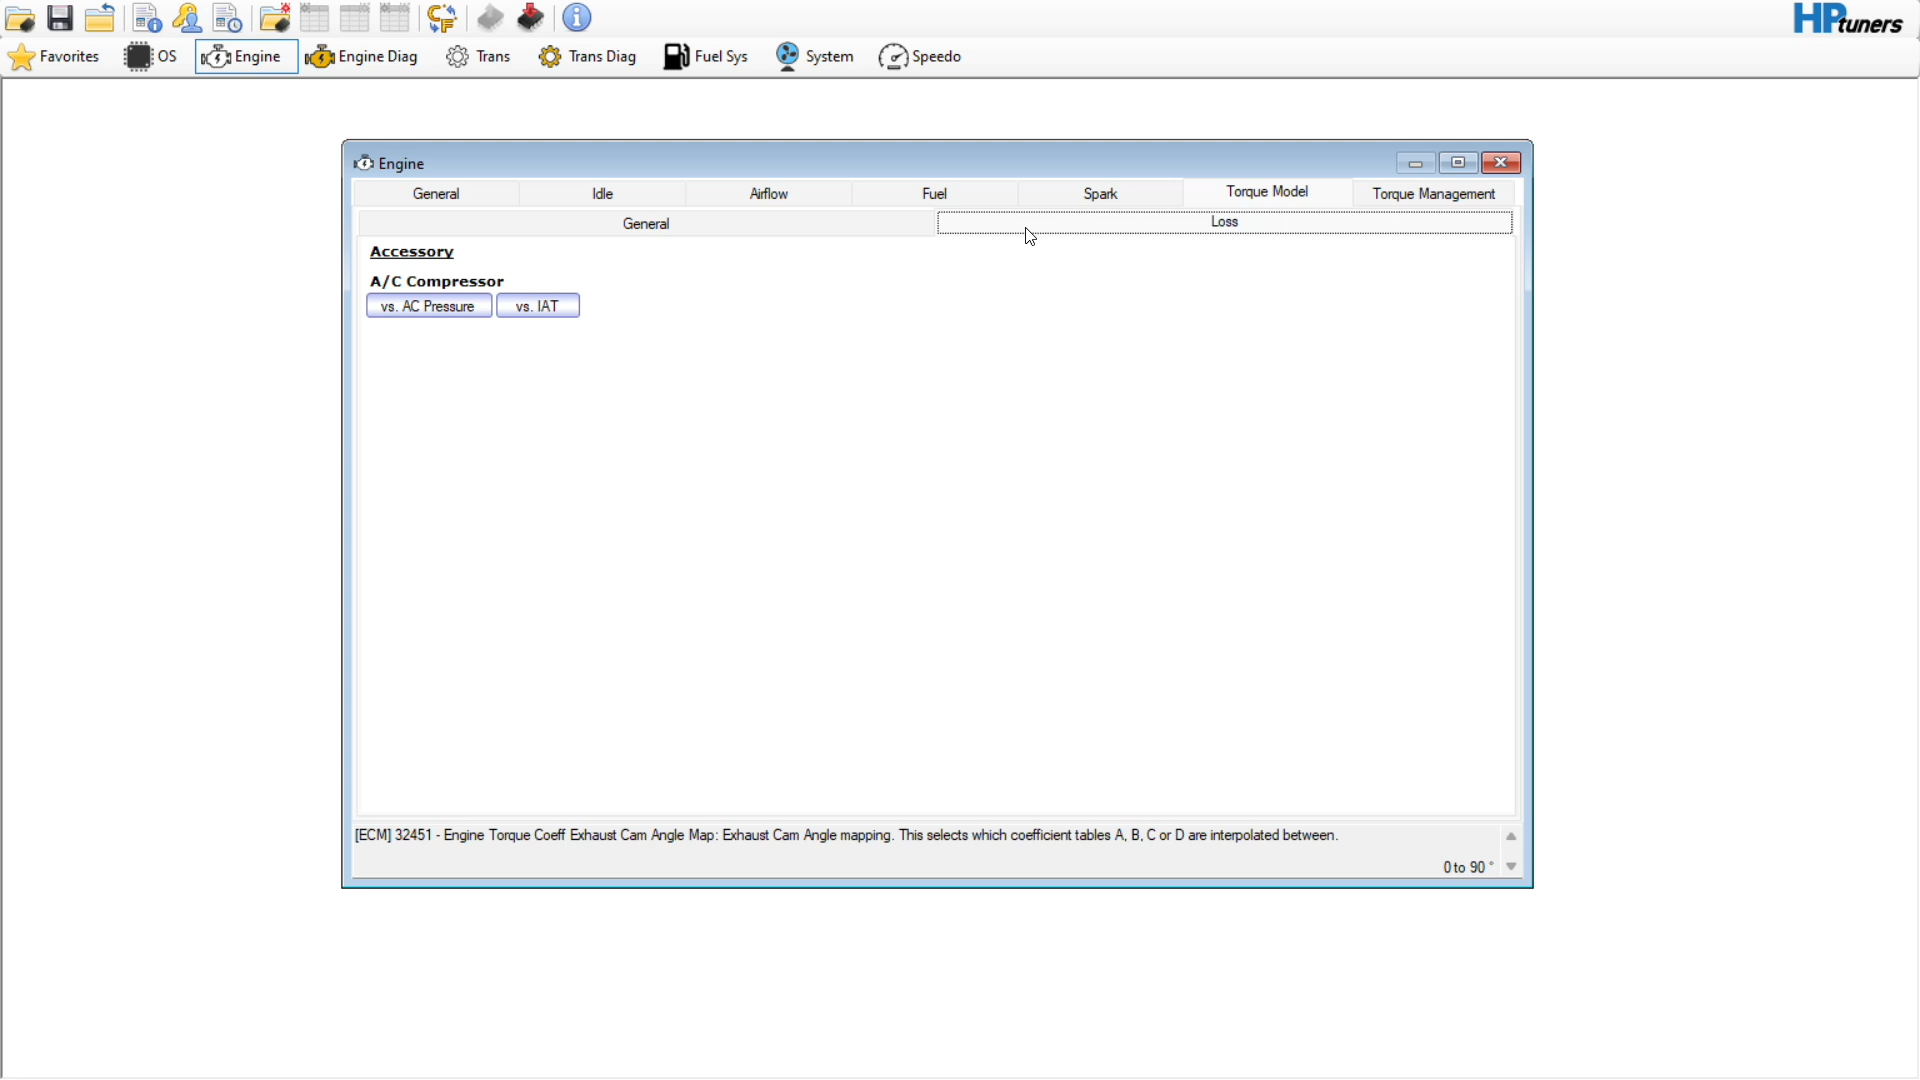 HPtuners
Favorites OS Engine Engine Diag Trans Trans Diag Fuel Sys System Speedo
Engine
General Idle Airflow Fuel Spark Torque Model Torque Management
General Loss
Accessory
A/C Compressor
vs. AC Pressure vs. IAT
[ECM] 32451 - Engine Torque Coeff Exhaust Cam Angle Map: Exhaust Cam Angle mapping. This selects which coefficient tables A, B, C or D are interpolated between.
0 to 90 °